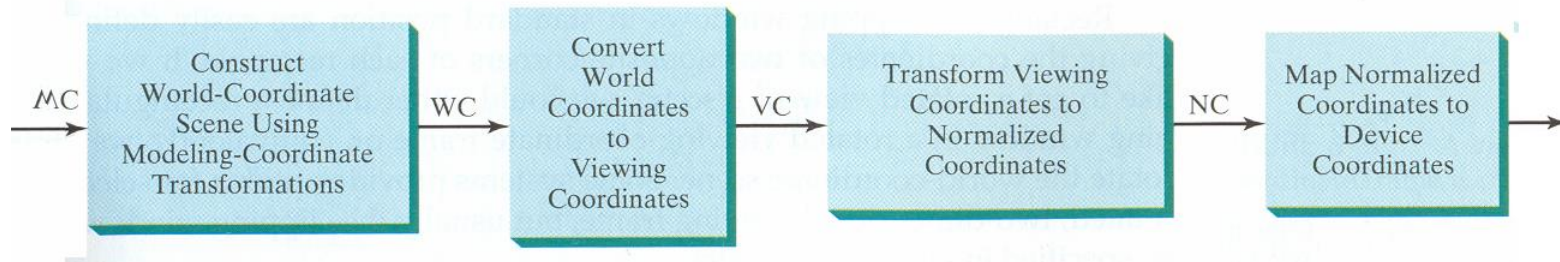 MC
Construct
World-Coordinate
Scene Using
Modeling-Coordinate
Transformations
WC
Convert
World
Coordinates
to
Viewing
Coordinates
VC
Transform Viewing
Coordinates to
Normalized
Coordinates
NC
Map Normalized
Coordinates to
Device
Coordinates